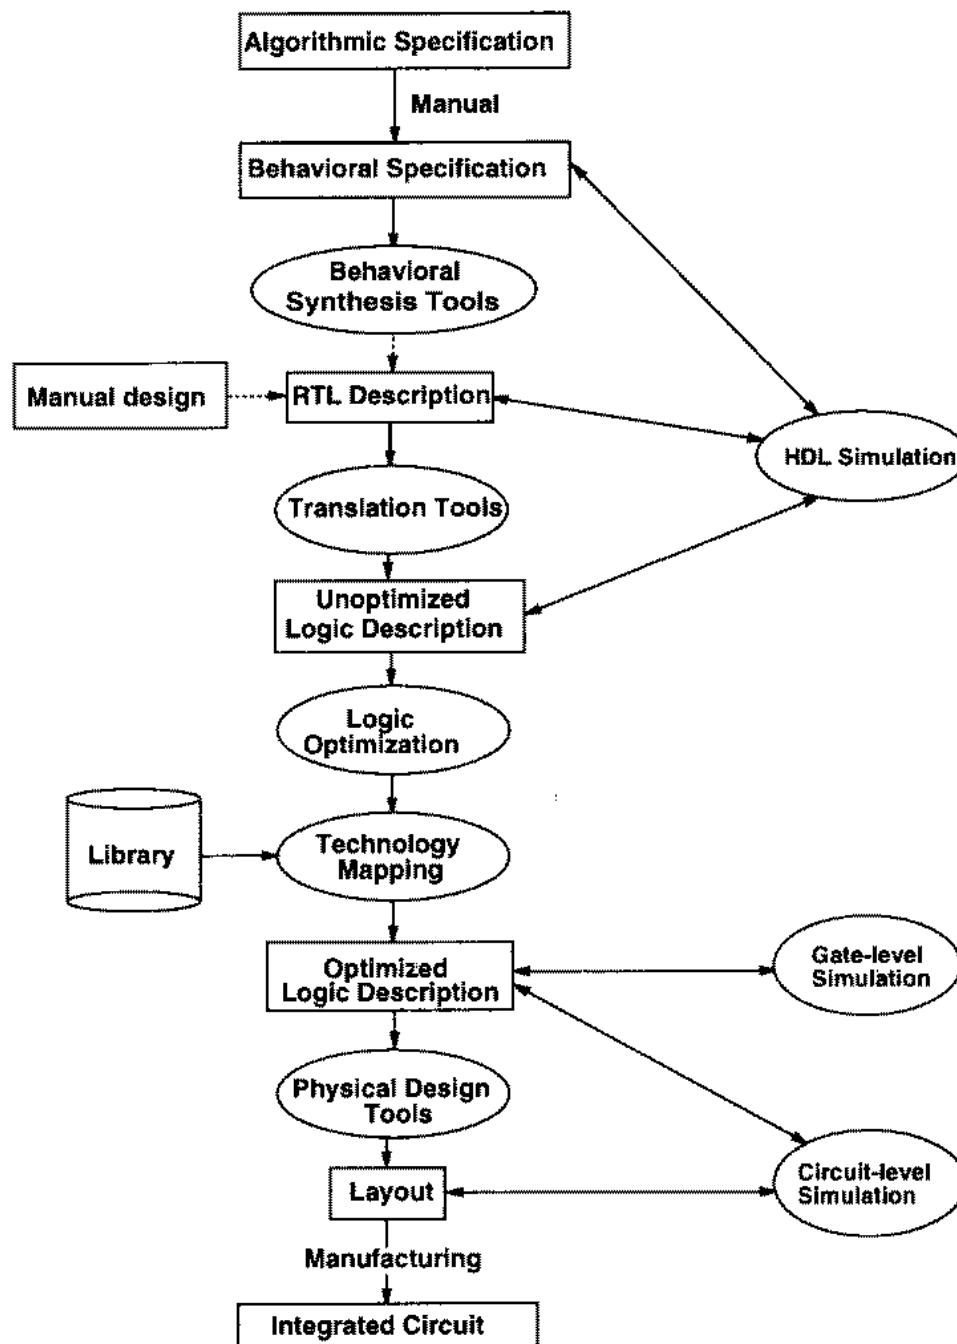 Algorithmic Specification
Manual
Behavioral Specification
Behavioral
Synthesis Tools
Manual design
RTL Description
HDL Simulation
Translation Tools
Unoptimized
Logic Description
Logic
Optimization
Library
Technology
Mapping
Optimized
Logic Description
Gate-level
Simulation
Physical Design
Tools
Layout
Circuit-level
Simulation
Manufacturing
Integrated Circuit